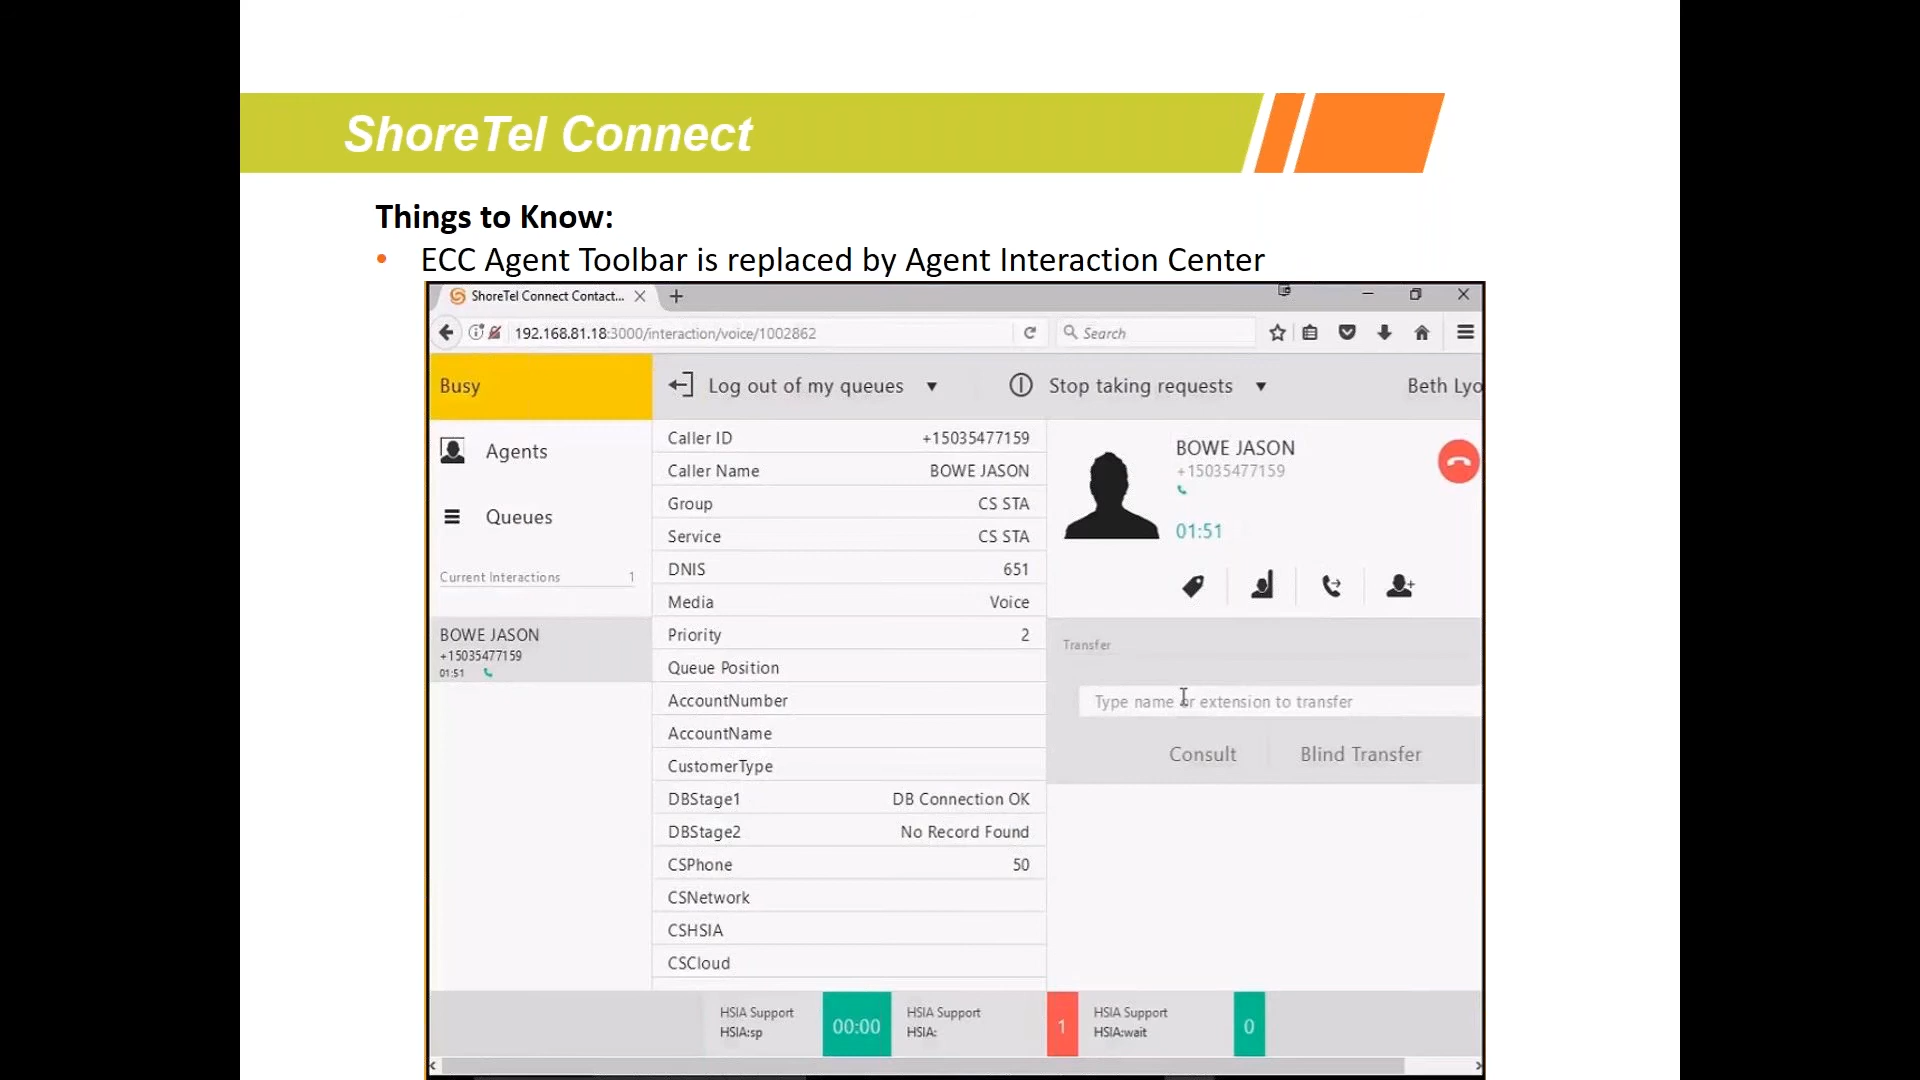 ShoreTel Connect
Things to Know:
• ECC Agent Toolbar is replaced by Agent Interaction Center
ShoreTel Connect Contact...
192.168.81.18:3000/interaction/voice/1002862
Search
Busy
Log out of my queues
Stop taking requests
Beth Lyo
Agents
Queues
Current Interactions 1
BOWE JASON
+15035477159
01:51
Caller ID +15035477159
Caller Name BOWE JASON
Group CS STA
Service CS STA
DNIS 651
Media Voice
Priority 2
Queue Position
AccountNumber
AccountName
CustomerType
DBStage1 DB Connection OK
DBStage2 No Record Found
CSPhone 50
CSNetwork
CSHSIA
CSCloud
BOWE JASON
+15035477159
01:51
Transfer
Type name or extension to transfer
Consult
Blind Transfer
HSIA Support
HSIA:sp
00:00
HSIA Support
HSIA:
1
HSIA Support
HSIA:wait
0